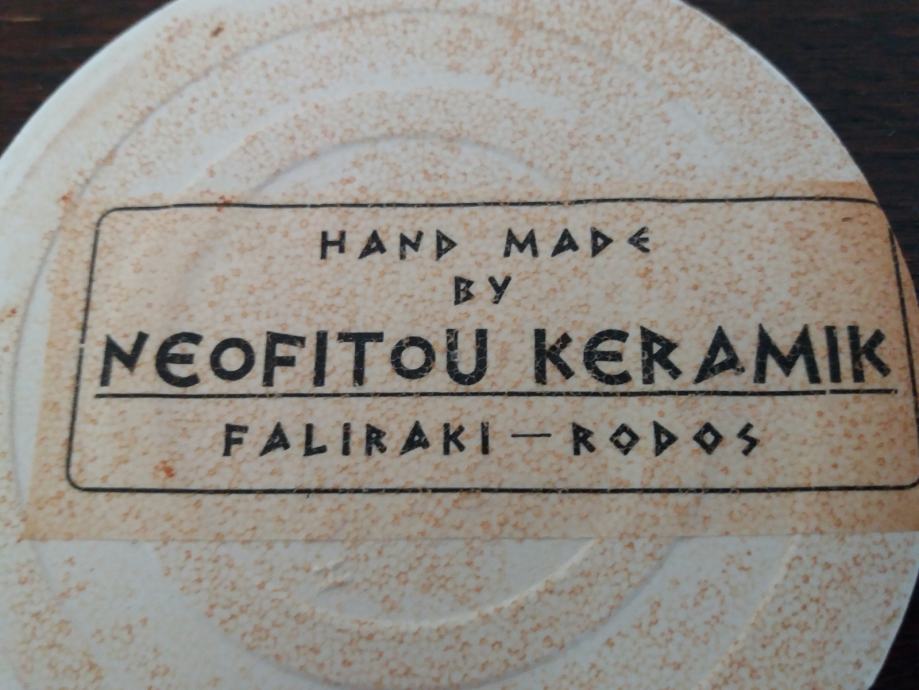 HAND MADE
BY
NEOFITOU KERAMIK
FALIRAKI — RODOS